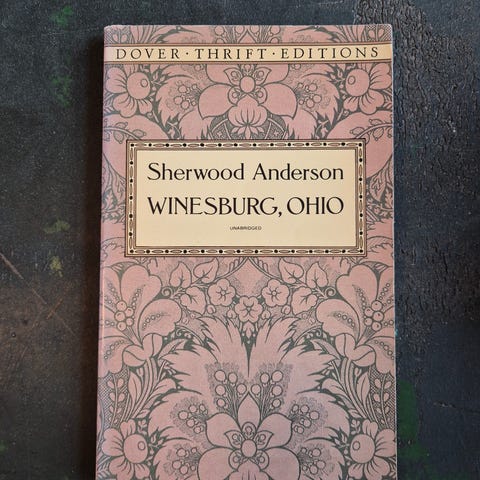 DOVER · THRIFT · EDITIONS
Sherwood Anderson
WINESBURG, OHIO
UNABRIDGED